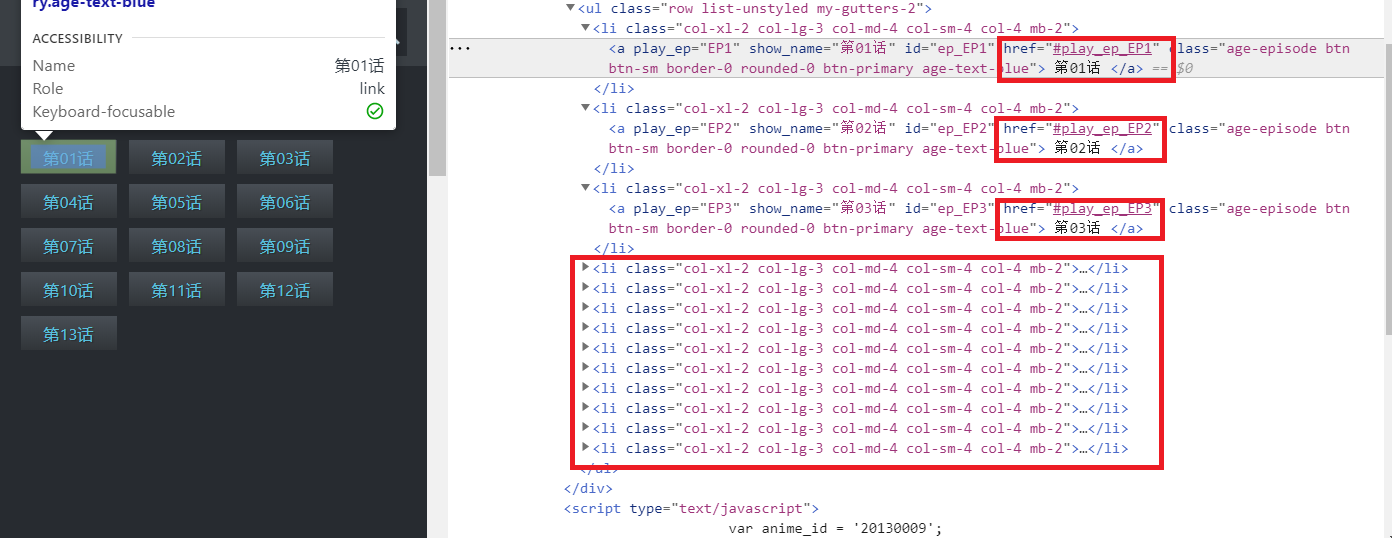 ry.age-text-blue
ACCESSIBILITY
Name 第01话
Role link
Keyboard-focusable
第01话 第02话 第03话
第04话 第05话 第06话
第07话 第08话 第09话
第10话 第11话 第12话
第13话
▼<ul class="row list-unstyled my-gutters-2">
▼<li class="col-xl-2 col-lg-3 col-md-4 col-sm-4 col-4 mb-2">
··· <a play_ep="EP1" show_name="第01话" id="ep_EP1" href="#play_ep_EP1" class="age-episode btn
btn-sm border-0 rounded-0 btn-primary age-text-blue"> 第01话 </a> == $0
</li>
▼<li class="col-xl-2 col-lg-3 col-md-4 col-sm-4 col-4 mb-2">
<a play_ep="EP2" show_name="第02话" id="ep_EP2" href="#play_ep_EP2" class="age-episode btn
btn-sm border-0 rounded-0 btn-primary age-text-blue"> 第02话 </a>
</li>
▼<li class="col-xl-2 col-lg-3 col-md-4 col-sm-4 col-4 mb-2">
<a play_ep="EP3" show_name="第03话" id="ep_EP3" href="#play_ep_EP3" class="age-episode btn
btn-sm border-0 rounded-0 btn-primary age-text-blue"> 第03话 </a>
</li>
▶<li class="col-xl-2 col-lg-3 col-md-4 col-sm-4 col-4 mb-2">…</li>
▶<li class="col-xl-2 col-lg-3 col-md-4 col-sm-4 col-4 mb-2">…</li>
▶<li class="col-xl-2 col-lg-3 col-md-4 col-sm-4 col-4 mb-2">…</li>
▶<li class="col-xl-2 col-lg-3 col-md-4 col-sm-4 col-4 mb-2">…</li>
▶<li class="col-xl-2 col-lg-3 col-md-4 col-sm-4 col-4 mb-2">…</li>
▶<li class="col-xl-2 col-lg-3 col-md-4 col-sm-4 col-4 mb-2">…</li>
▶<li class="col-xl-2 col-lg-3 col-md-4 col-sm-4 col-4 mb-2">…</li>
▶<li class="col-xl-2 col-lg-3 col-md-4 col-sm-4 col-4 mb-2">…</li>
▶<li class="col-xl-2 col-lg-3 col-md-4 col-sm-4 col-4 mb-2">…</li>
▶<li class="col-xl-2 col-lg-3 col-md-4 col-sm-4 col-4 mb-2">…</li>
</ul>
</div>
<script type="text/javascript">
var anime_id = '20130009';